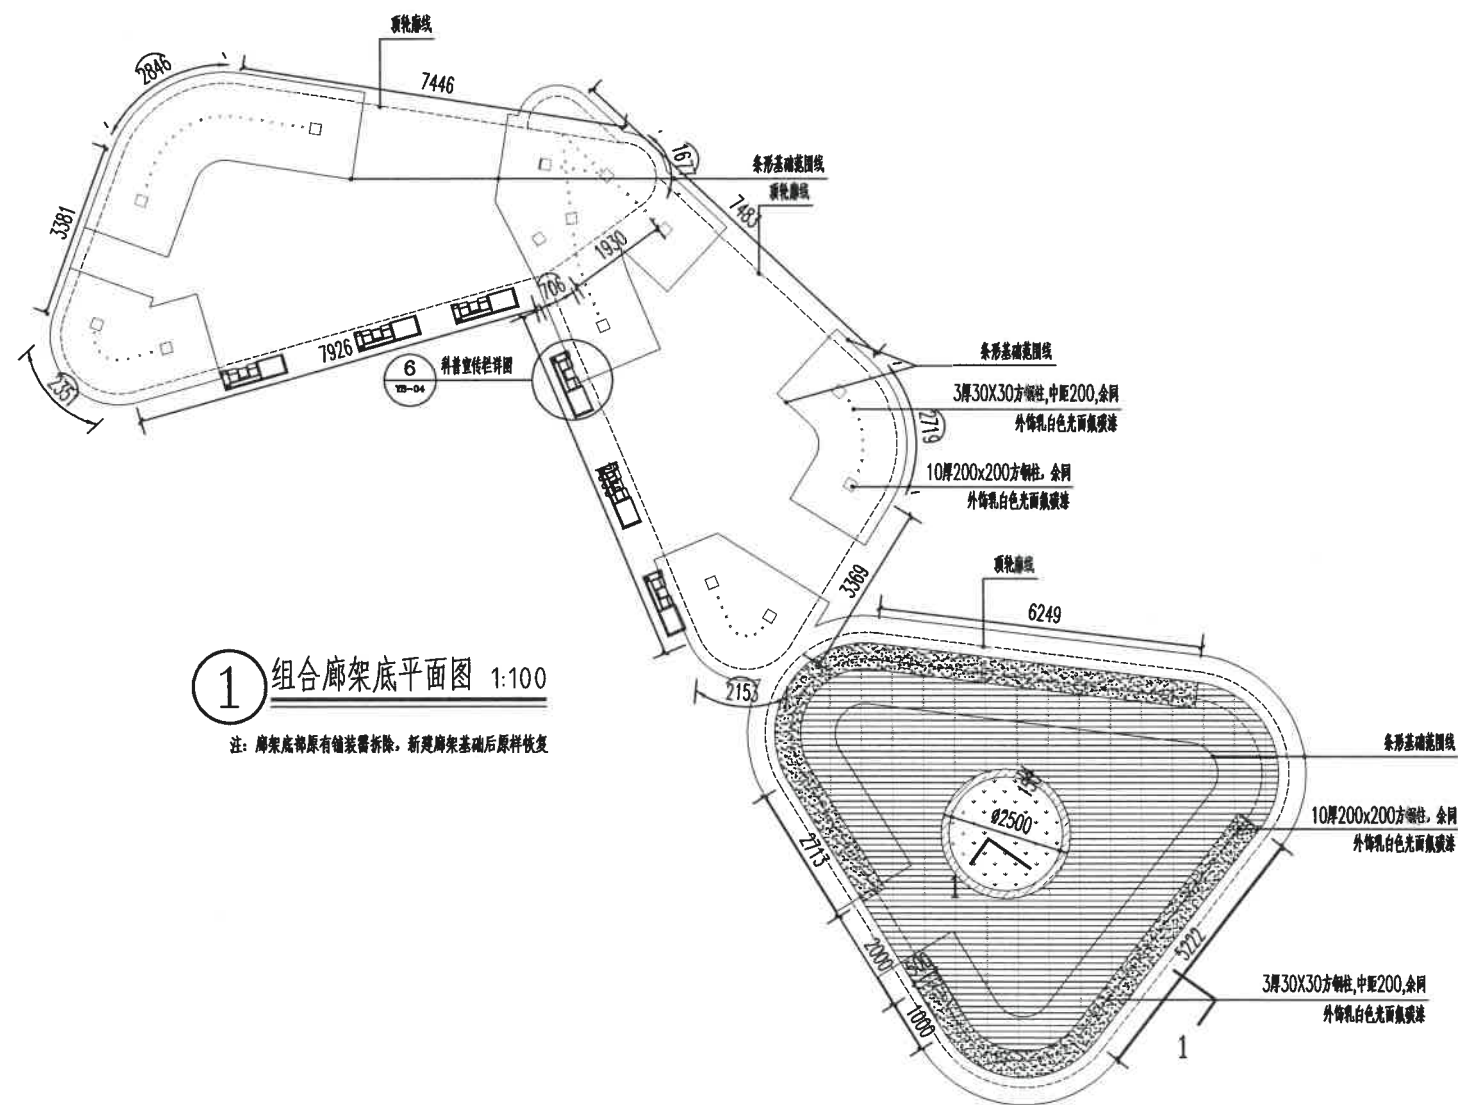 顶轮廓线
2846
7446
167
条形基础范围线
顶轮廓线
7483
3381
1930
706
7926
6
YS-04
科普宣传栏详图
条形基础范围线
3厚30X30方钢柱,中距200,余同
外饰乳白色光面氟碳漆
2351
2719
10厚200x200方钢柱，余同
外饰乳白色光面氟碳漆
顶轮廓线
3369
6249
1
组合廊架底平面图 1:100
2153
注：廊架底部原有铺装需拆除，新建廊架基础后原样恢复
条形基础范围线
ø2500
10厚200x200方钢柱，余同
外饰乳白色光面氟碳漆
2713
1
5222
2000
500
3厚30X30方钢柱,中距200,余同
外饰乳白色光面氟碳漆
1000
1